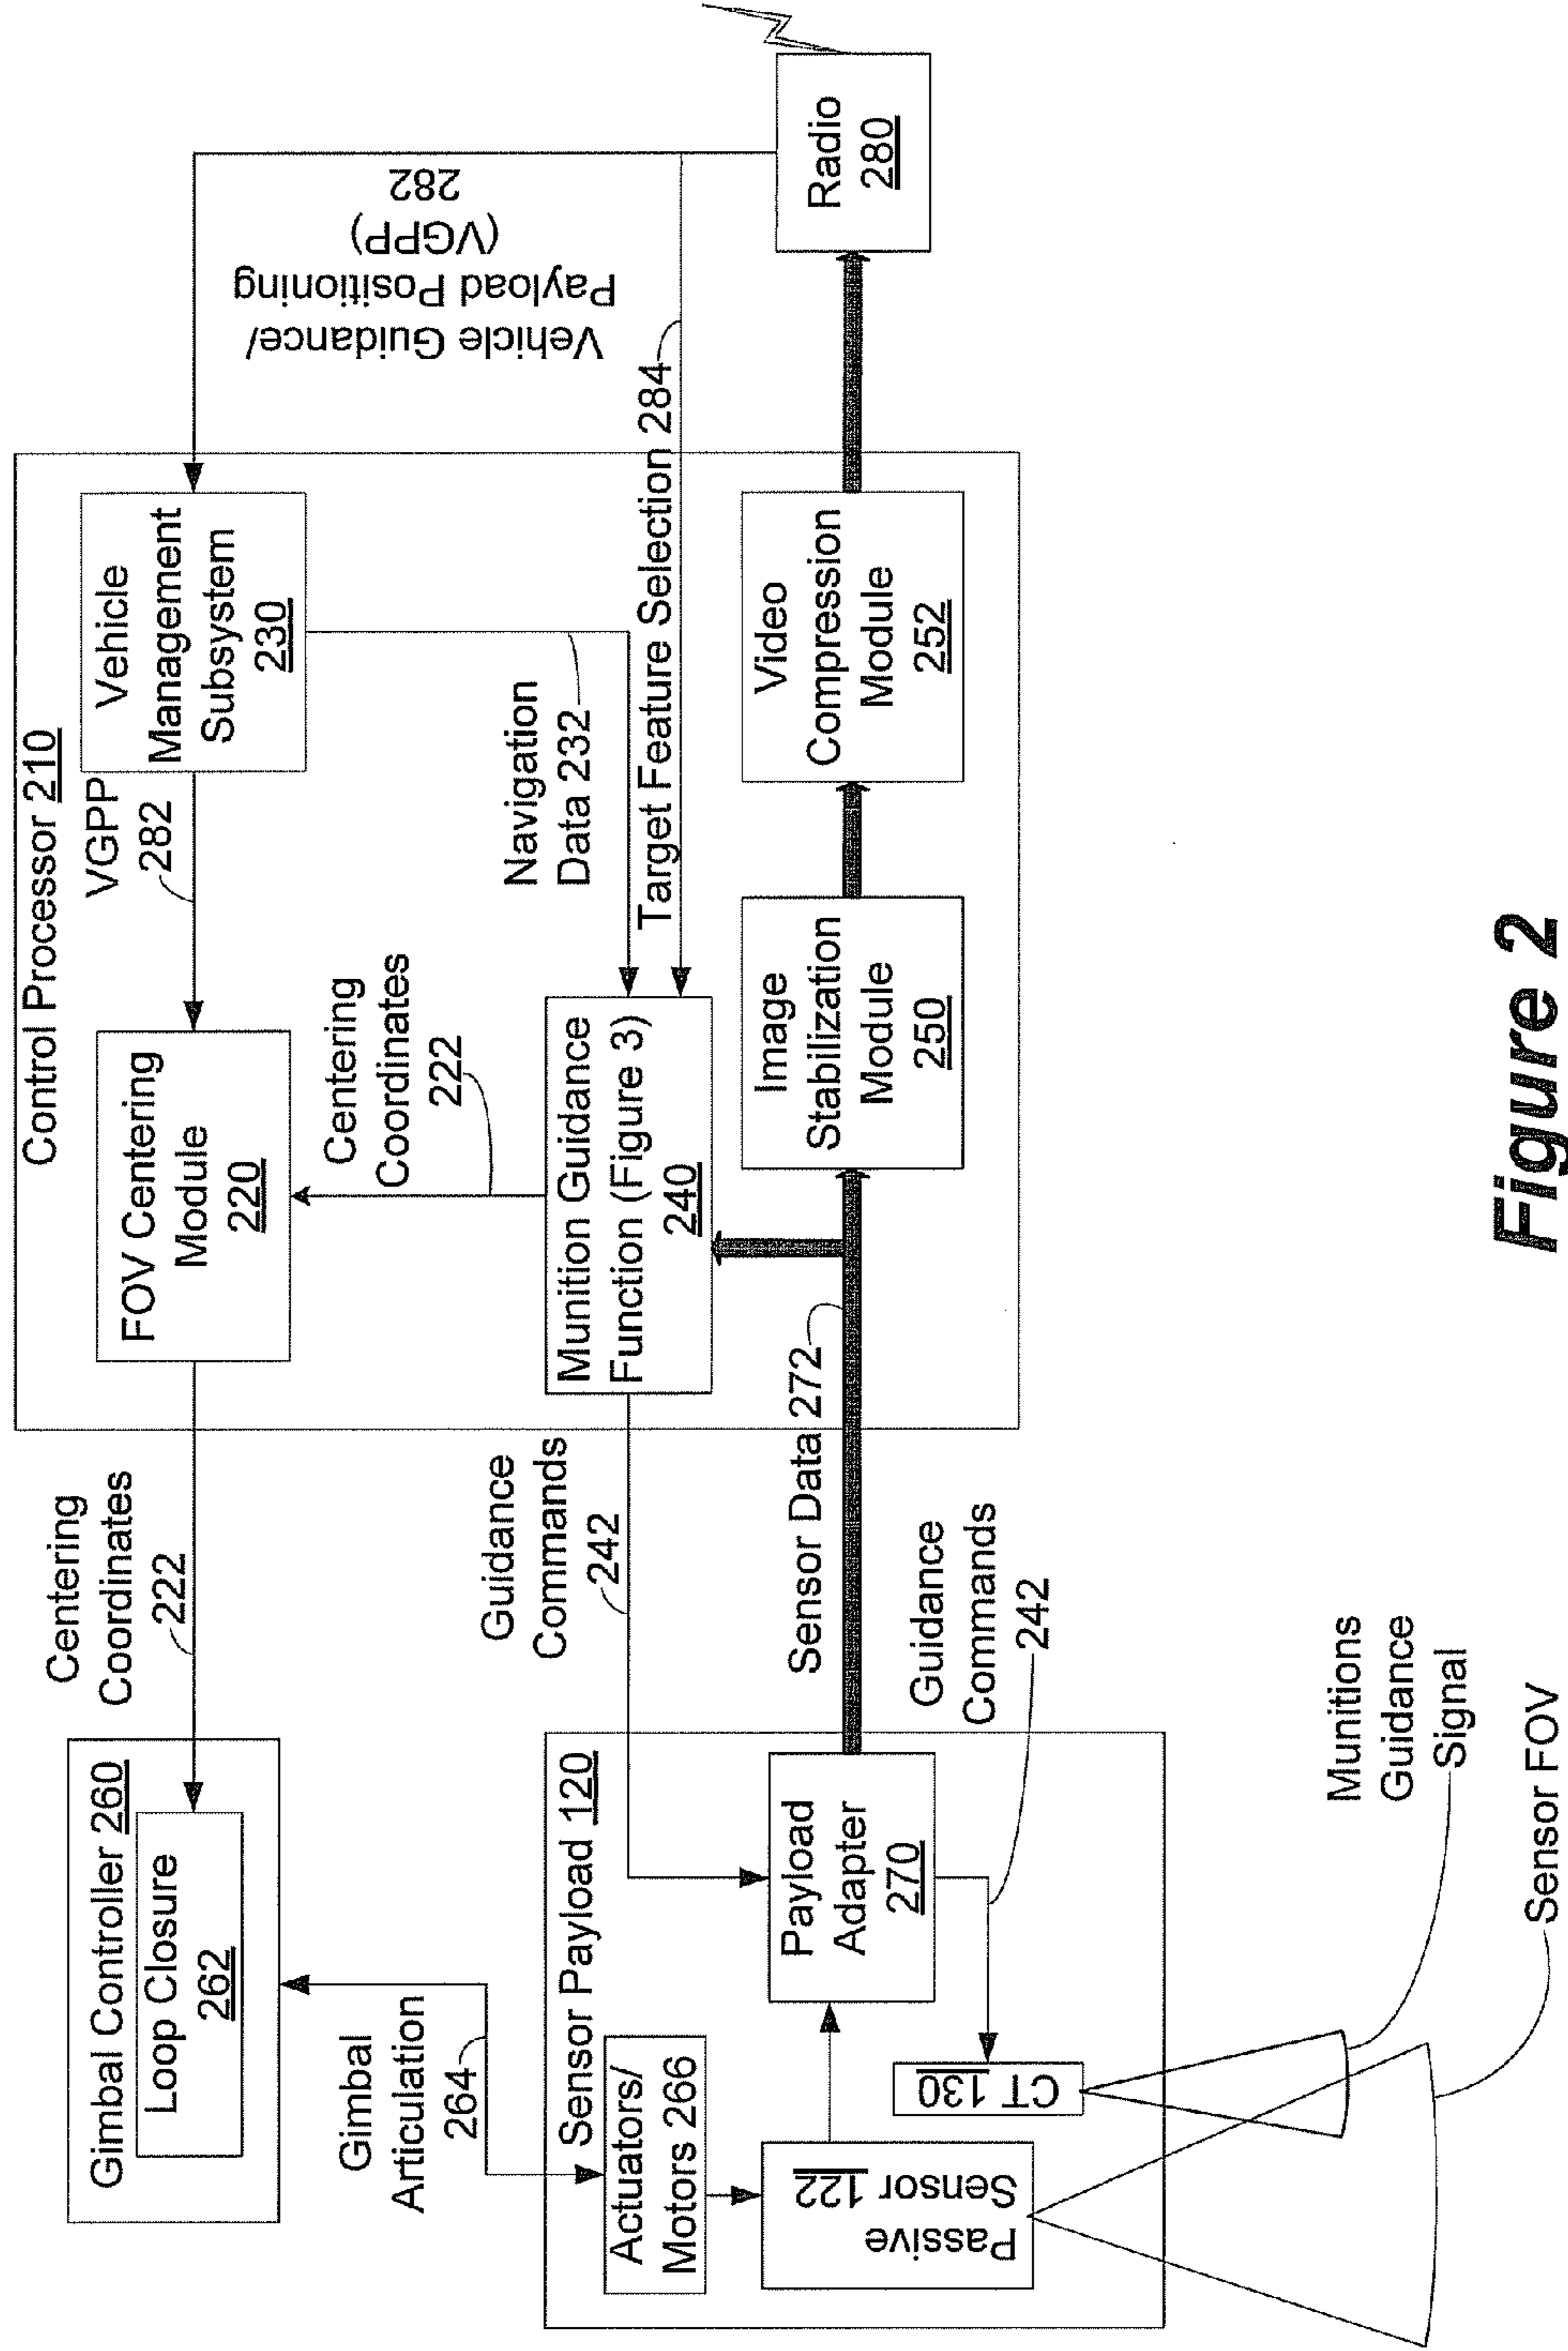 Control Processor 210
Gimbal Controller 260
Loop Closure
262
Centering
Coordinates
222
FOV Centering
Module
220
VGPP
282
Vehicle
Management
Subsystem
230
Vehicle Guidance/
Payload Positioning
(VGPP)
282
Gimbal
Articulation
264
Centering
Coordinates
222
Navigation
Data 232
Target Feature Selection 284
Guidance
Commands
242
Munition Guidance
Function (Figure 3)
240
Sensor Payload 120
Actuators/
Motors 266
Payload
Adapter
270
Sensor Data 272
Image
Stabilization
Module
250
Video
Compression
Module
252
Radio
280
Passive
Sensor 122
CT 130
Guidance
Commands
242
Munitions
Guidance
Signal
Sensor FOV
Figure 2